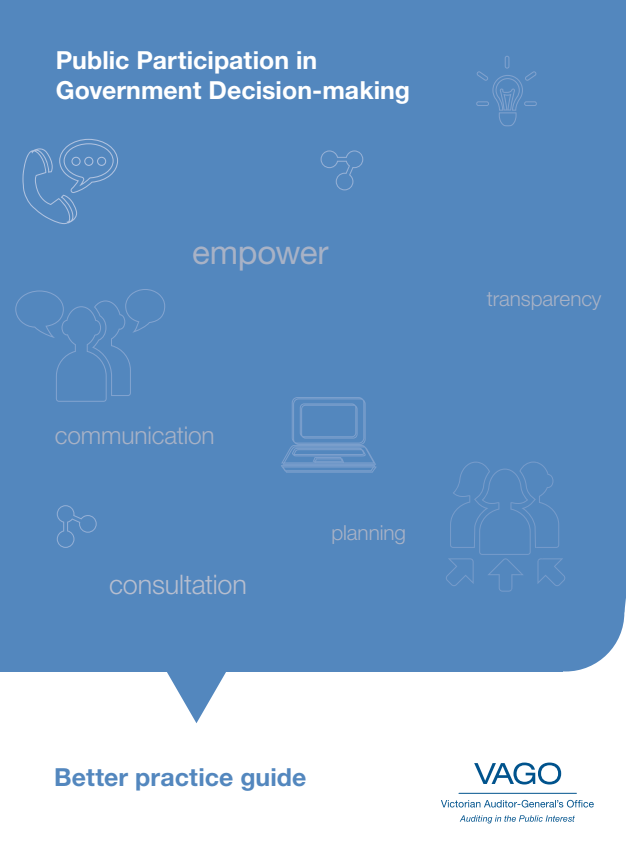 Public Participation in
Government Decision-making
empower
transparency
communication
planning
consultation
Better practice guide
VAGO
Victorian Auditor-General's Office
Auditing in the Public Interest